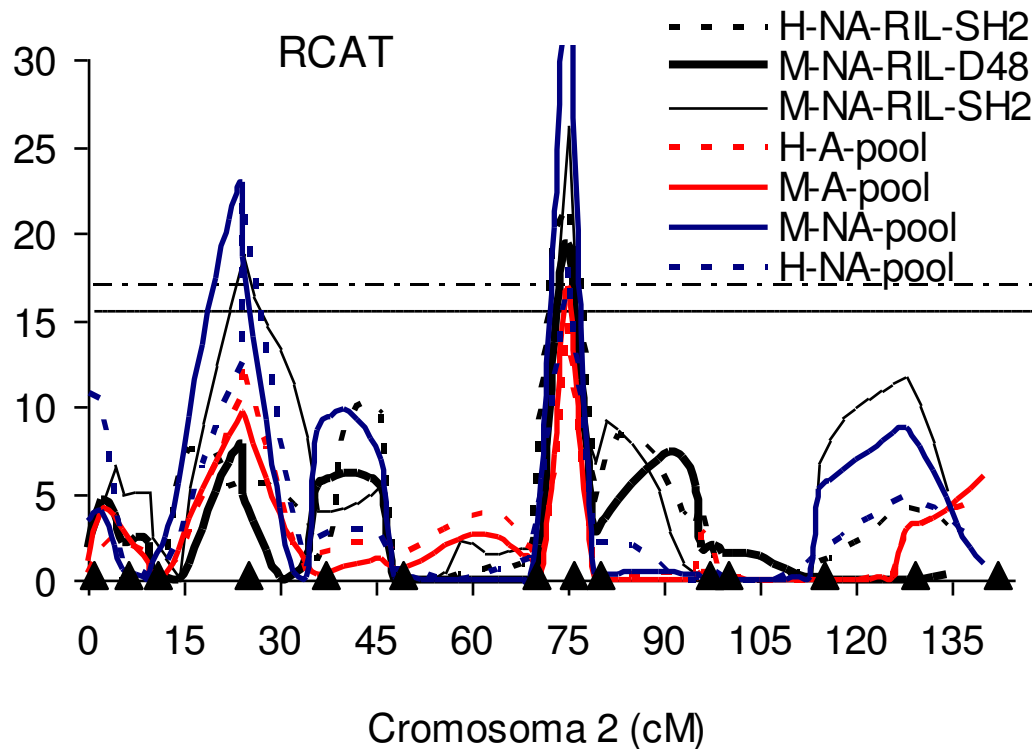 RCAT
H-NA-RIL-SH2
M-NA-RIL-D48
M-NA-RIL-SH2
H-A-pool
M-A-pool
M-NA-pool
H-NA-pool
30
25
20
15
10
5
0
0 15 30 45 60 75 90 105 120 135
Cromosoma 2 (cM)